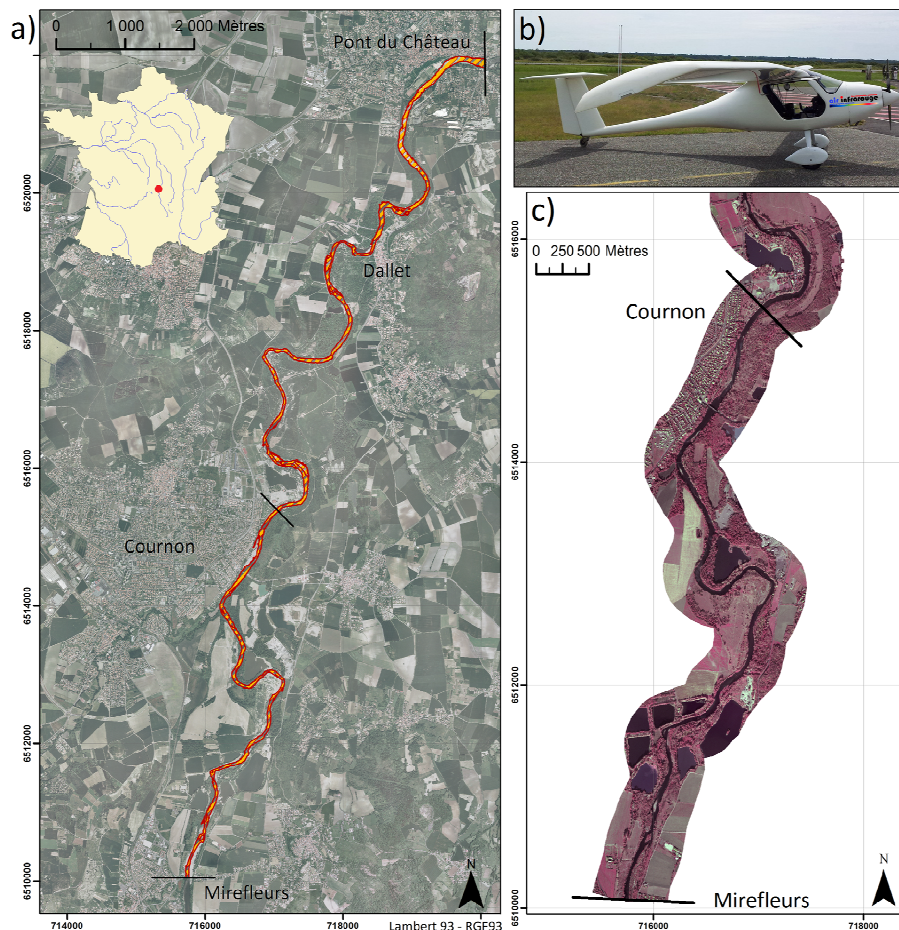 a)
0 1 000 2 000 Mètres
Pont du Château
Dallet
Cournon
Mirefleurs
N
6520000
6518000
6516000
6514000
6512000
6510000
714000 716000 718000
Lambert 93 - RGF93
b)
air infrarouge
c)
0 250 500 Mètres
Cournon
Mirefleurs
N
6516000
6514000
6512000
6510000
716000 718000